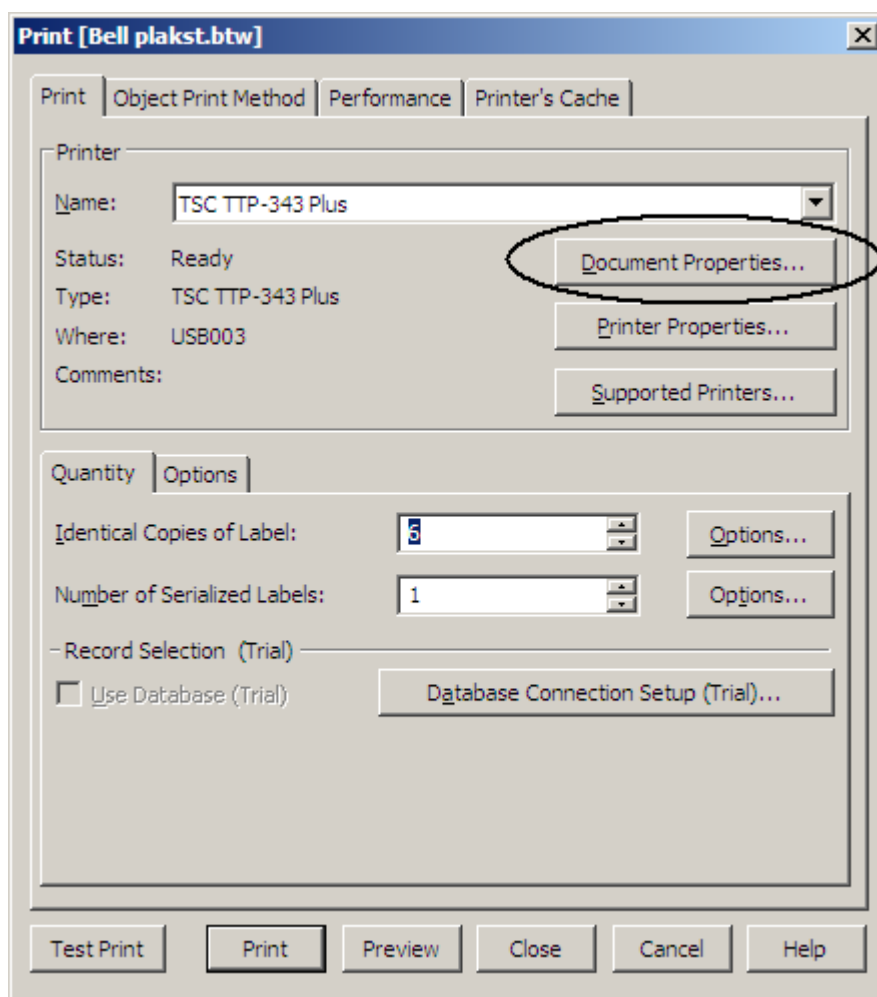 Print [Bell plakst.btw]
Print Object Print Method Performance Printer's Cache
Printer
Name: TSC TTP-343 Plus
Status: Ready Document Properties...
Type: TSC TTP-343 Plus
Where: USB003 Printer Properties...
Comments:
Supported Printers...
Quantity Options
Identical Copies of Label: 6 Options...
Number of Serialized Labels: 1 Options...
Record Selection (Trial)
Use Database (Trial) Database Connection Setup (Trial)...
Test Print Print Preview Close Cancel Help